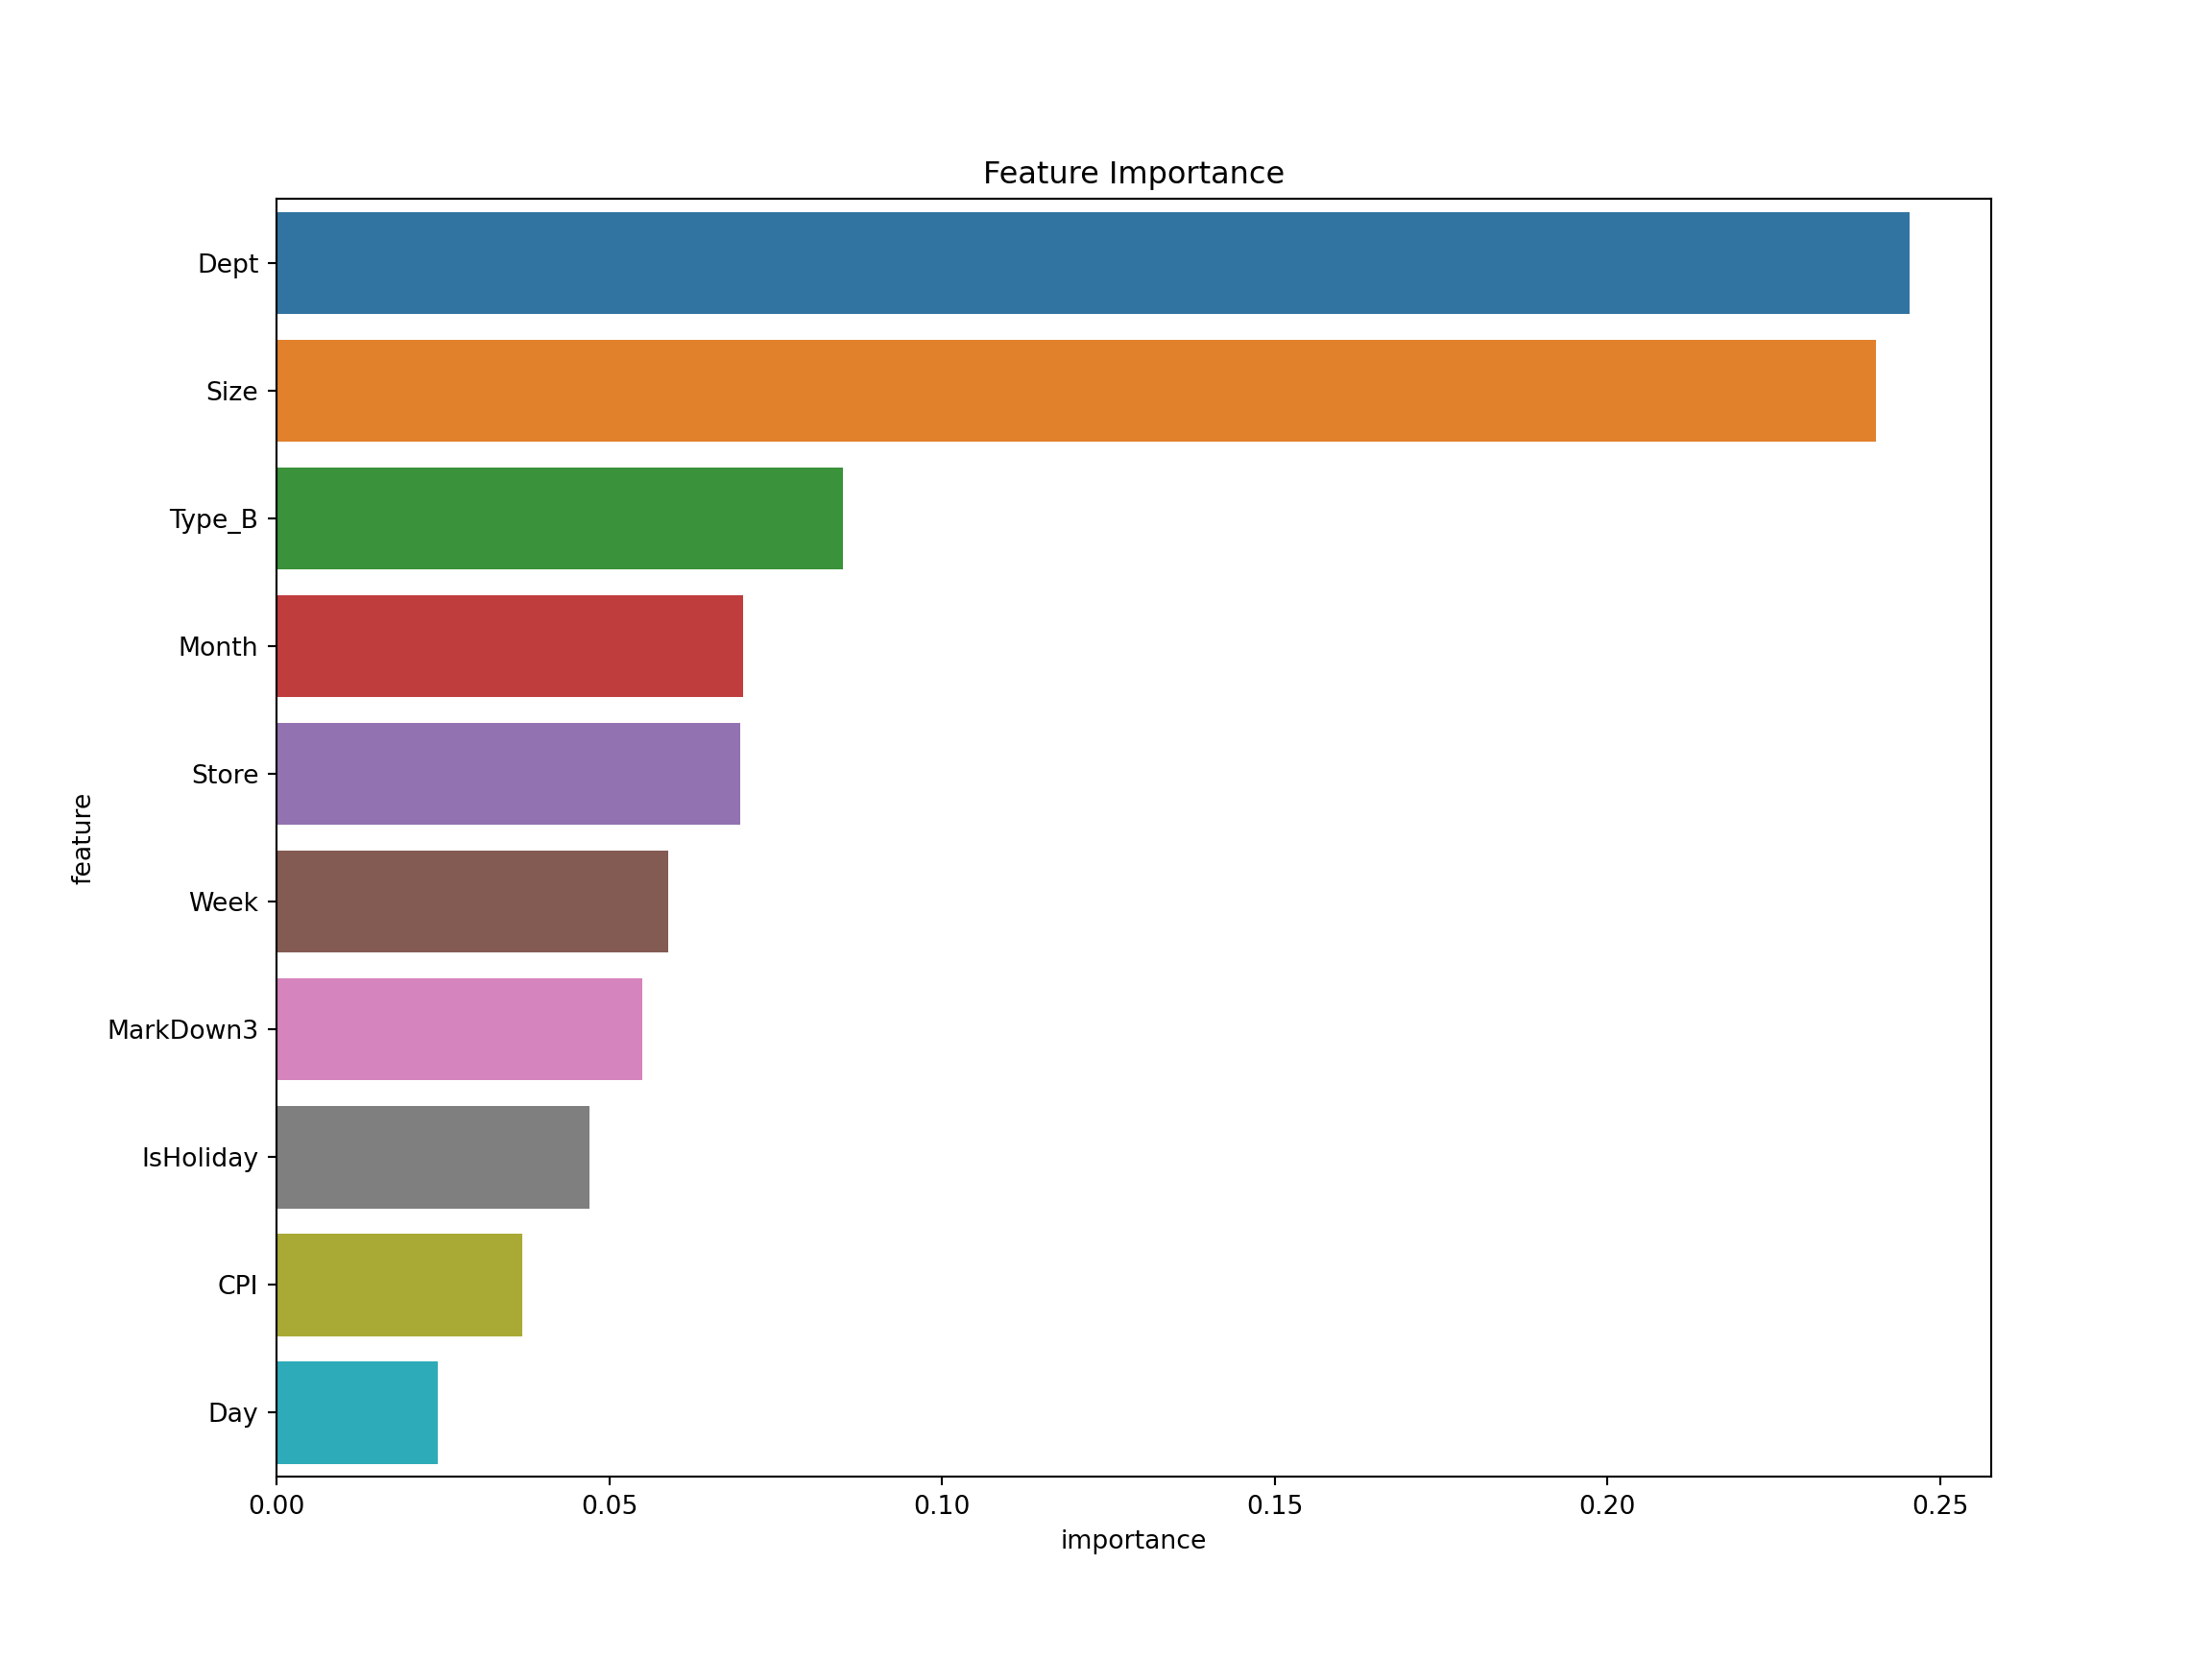 Feature Importance
Dept
Size
Type_B
Month
Store
Week
MarkDown3
IsHoliday
CPI
Day
feature
0.00 0.05 0.10 0.15 0.20 0.25
importance